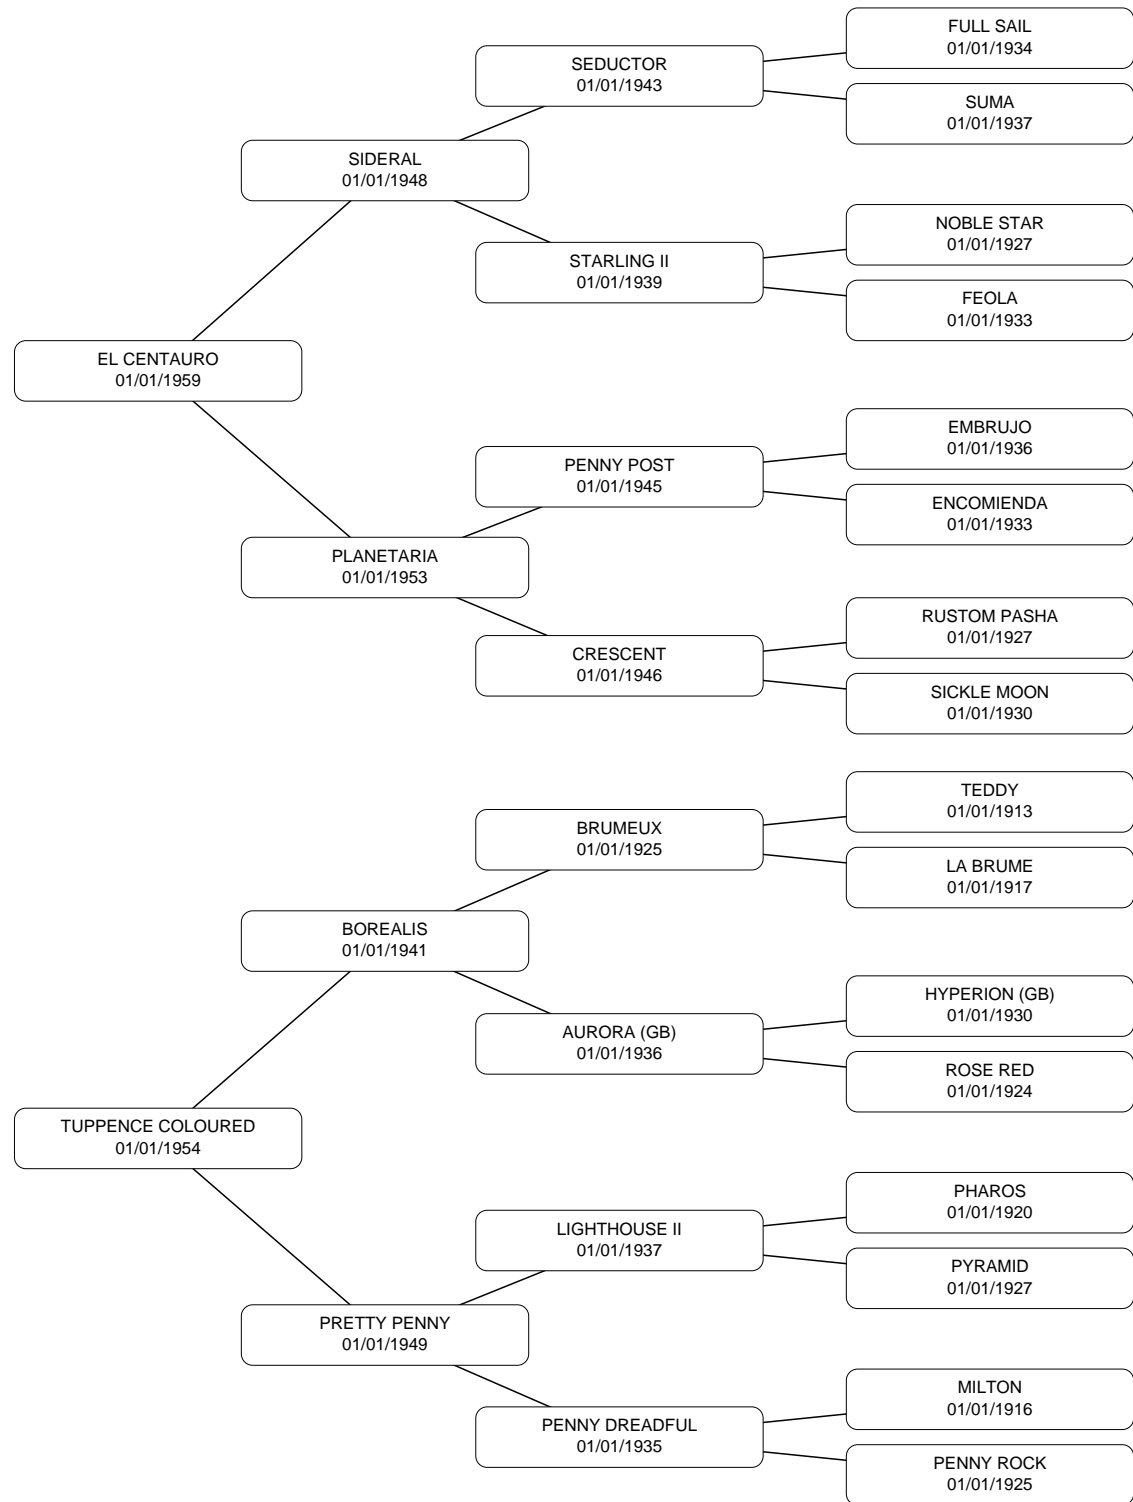 FULL SAIL
01/01/1934
SEDUCTOR
01/01/1943
SUMA
01/01/1937
SIDERAL
01/01/1948
NOBLE STAR
01/01/1927
STARLING II
01/01/1939
FEOLA
01/01/1933
EL CENTAURO
01/01/1959
EMBRUJO
01/01/1936
PENNY POST
01/01/1945
ENCOMIENDA
01/01/1933
PLANETARIA
01/01/1953
RUSTOM PASHA
01/01/1927
CRESCENT
01/01/1946
SICKLE MOON
01/01/1930
TEDDY
01/01/1913
BRUMEUX
01/01/1925
LA BRUME
01/01/1917
BOREALIS
01/01/1941
HYPERION (GB)
01/01/1930
AURORA (GB)
01/01/1936
ROSE RED
01/01/1924
TUPPENCE COLOURED
01/01/1954
PHAROS
01/01/1920
LIGHTHOUSE II
01/01/1937
PYRAMID
01/01/1927
PRETTY PENNY
01/01/1949
MILTON
01/01/1916
PENNY DREADFUL
01/01/1935
PENNY ROCK
01/01/1925